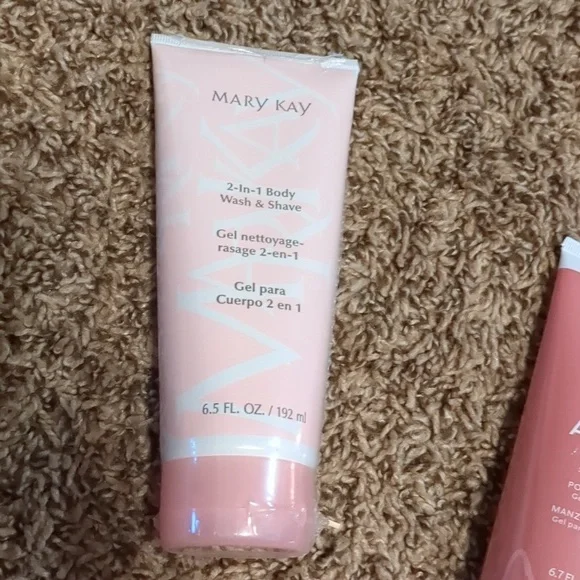 MARY KAY
2-In-1 Body
Wash & Shave
Gel nettoyage-
rasage 2-en-1
Gel para
Cuerpo 2 en 1
6.5 FL. OZ. / 192 ml